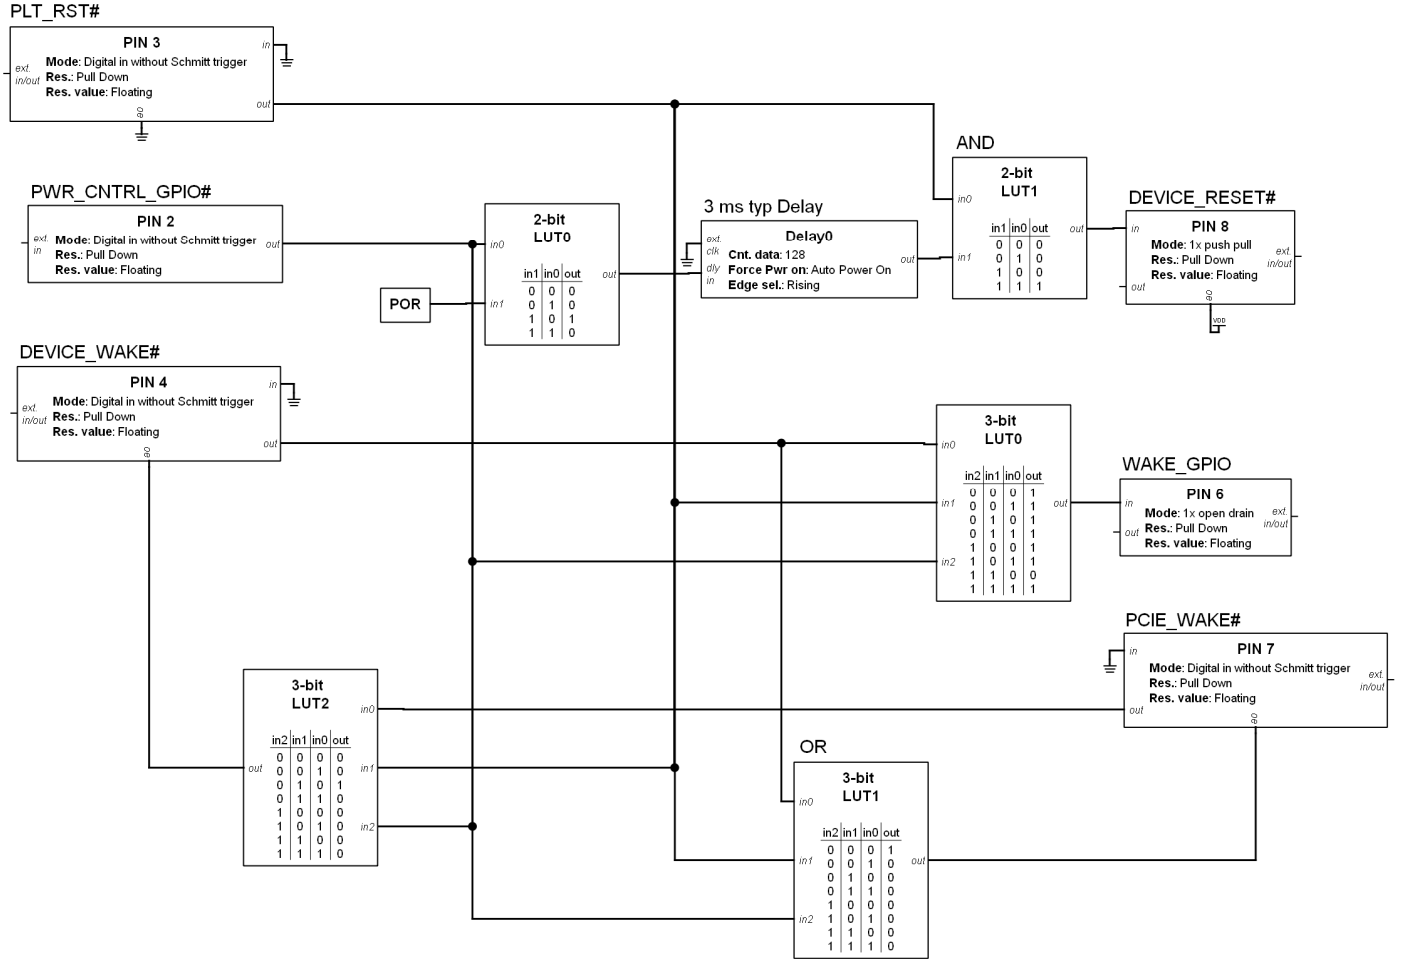 PLT_RST#
PIN 3
Mode: Digital in without Schmitt trigger
Res.: Pull Down
Res. value: Floating
ext.
in/out
in
out
oe
PWR_CNTRL_GPIO#
PIN 2
Mode: Digital in without Schmitt trigger
Res.: Pull Down
Res. value: Floating
ext.
in
out
POR
2-bit
LUT0
in0
in1
out
in1 in0 out
0 0 0
0 1 0
1 0 1
1 1 0
3 ms typ Delay
Delay0
Cnt. data: 128
Force Pwr on: Auto Power On
Edge sel.: Rising
ext.
clk
dly
in
out
AND
2-bit
LUT1
in0
in1
out
in1 in0 out
0 0 0
0 1 0
1 0 0
1 1 1
DEVICE_RESET#
PIN 8
Mode: 1x push pull
Res.: Pull Down
Res. value: Floating
in
out
ext.
in/out
oe
VDD
DEVICE_WAKE#
PIN 4
Mode: Digital in without Schmitt trigger
Res.: Pull Down
Res. value: Floating
ext.
in/out
in
out
oe
3-bit
LUT0
in0
in1
in2
out
in2 in1 in0 out
0 0 0 1
0 0 1 1
0 1 0 1
0 1 1 1
1 0 0 1
1 0 1 1
1 1 0 0
1 1 1 1
WAKE_GPIO
PIN 6
Mode: 1x open drain
Res.: Pull Down
Res. value: Floating
in
out
ext.
in/out
PCIE_WAKE#
PIN 7
Mode: Digital in without Schmitt trigger
Res.: Pull Down
Res. value: Floating
in
out
ext.
in/out
oe
3-bit
LUT2
in0
in1
in2
out
in2 in1 in0 out
0 0 0 0
0 0 1 0
0 1 0 1
0 1 1 0
1 0 0 0
1 0 1 0
1 1 0 0
1 1 1 0
OR
3-bit
LUT1
in0
in1
in2
out
in2 in1 in0 out
0 0 0 1
0 0 1 0
0 1 0 0
0 1 1 0
1 0 0 0
1 0 1 0
1 1 0 0
1 1 1 0